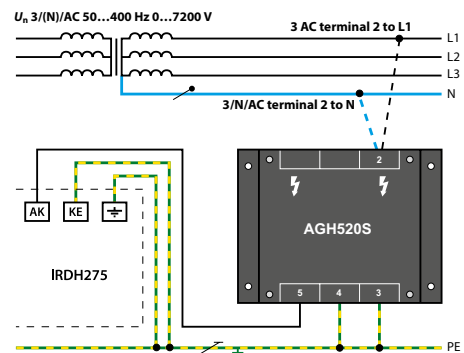 Un 3/(N)/AC 50...400 Hz 0...7200 V
3 AC terminal 2 to L1
L1
L2
L3
N
3/N/AC terminal 2 to N
2
AK
KE
AGH520S
IRDH275
5
4
3
PE